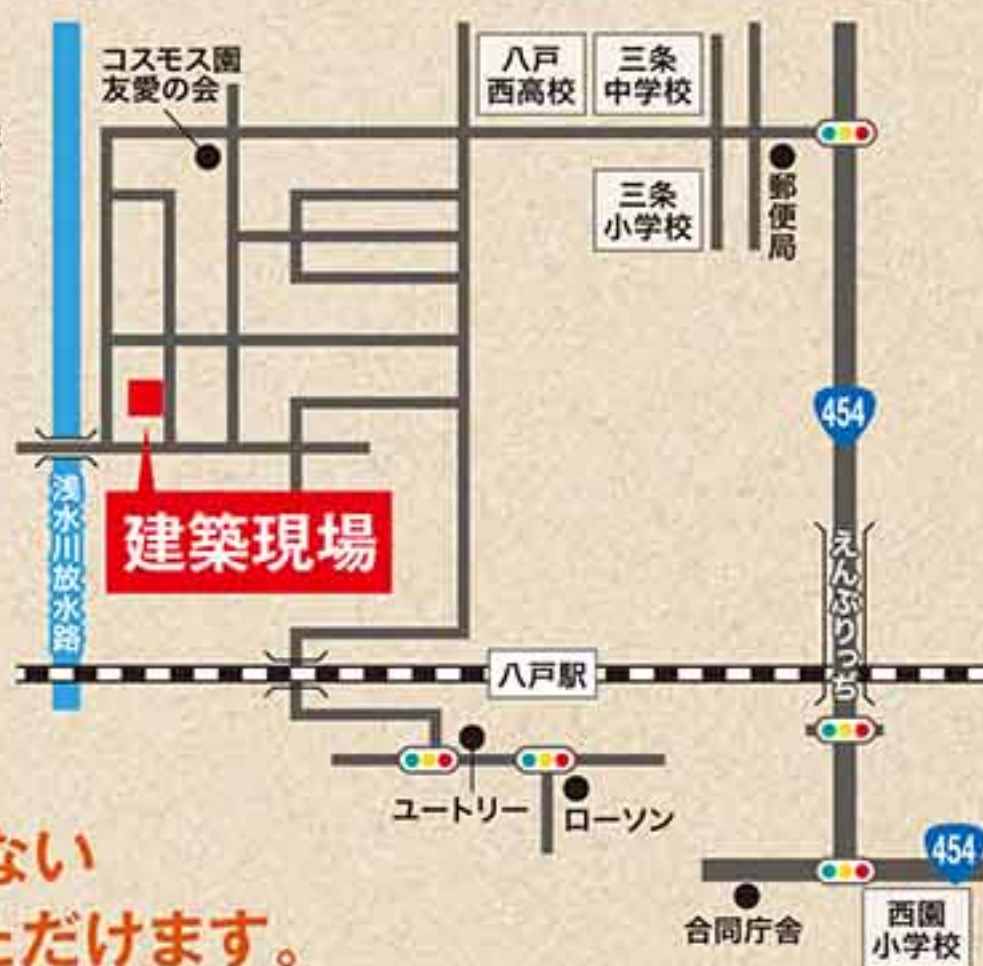 コスモス園
友愛の会
八戸
西高校
三条
中学校
三条
小学校
郵便局
454
建築現場
浅水川放水路
えんぶりっぢ
八戸駅
ユートリー
ローソン
454
合同庁舎
西園
小学校
ない
ただけます。